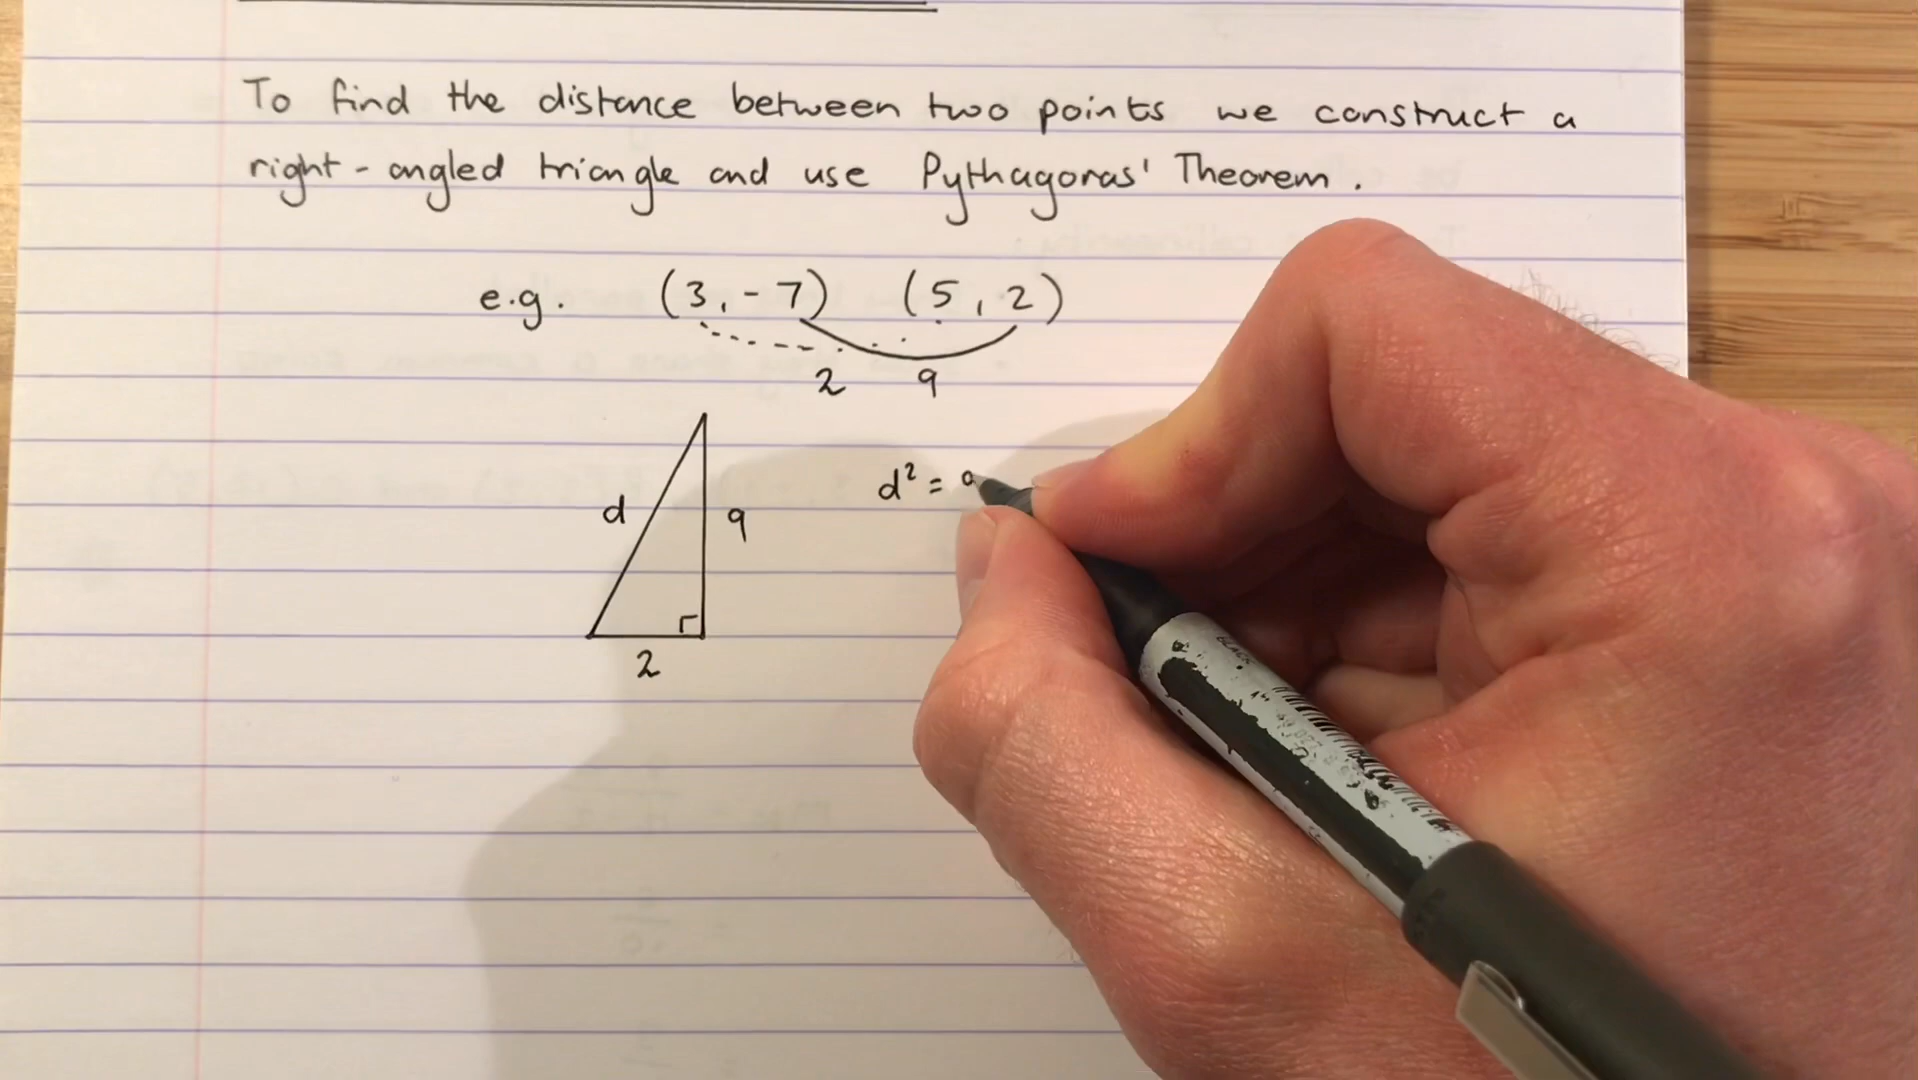 To find the distance between two points we construct a
right-angled triangle and use Pythagoras' Theorem.
e.g. (3,-7) (5,2)
2 9
d 9
d² = 9
2
BLACK